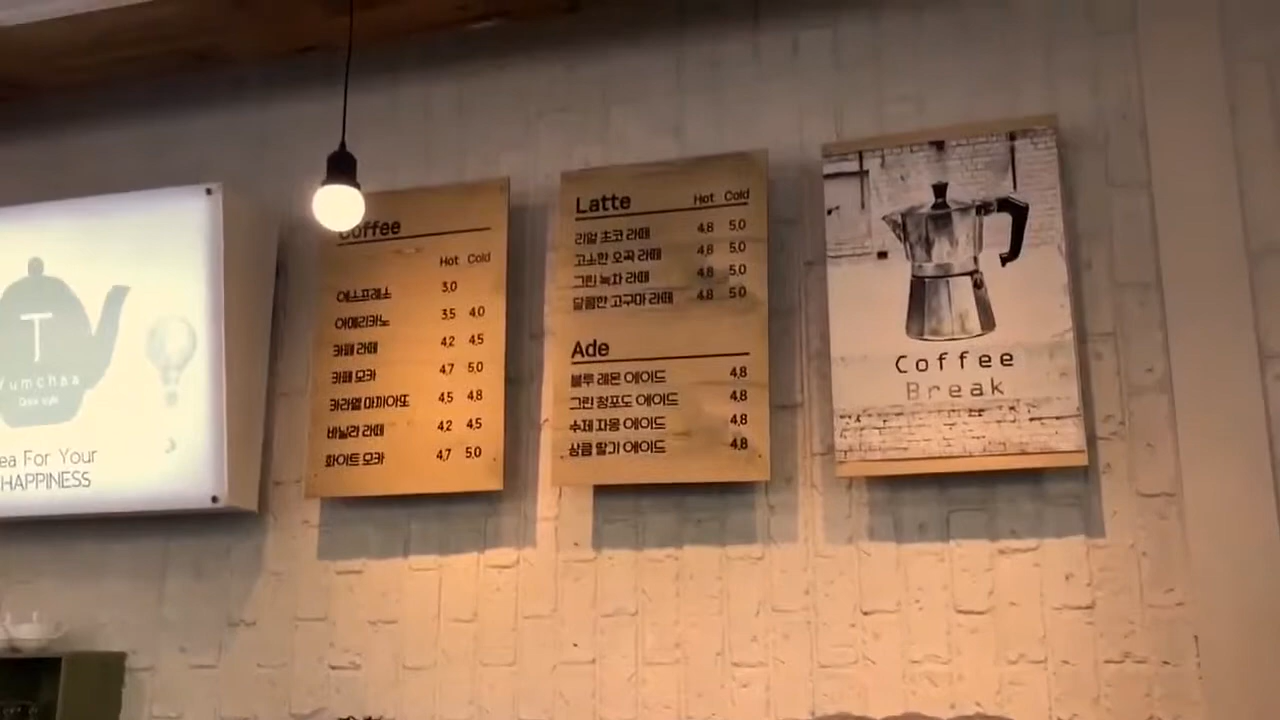 T
Yumchaa
ea For Your
HAPPINESS
Coffee
Hot Cold
에스프레소 3.0
아메리카노 3.5 4.0
카페 라떼 4.2 4.5
카페 모카 4.7 5.0
카라멜 마끼아또 4.5 4.8
바닐라 라떼 4.2 4.5
화이트 모카 4.7 5.0
Latte Hot Cold
리얼 초코 라떼 4.8 5.0
고소한 오곡 라떼 4.8 5.0
그린 녹차 라떼 4.8 5.0
달콤한 고구마 라떼 4.8 5.0
Ade
블루 레몬 에이드 4.8
그린 청포도 에이드 4.8
수제 자몽 에이드 4.8
상큼 딸기 에이드 4.8
Coffee
Break